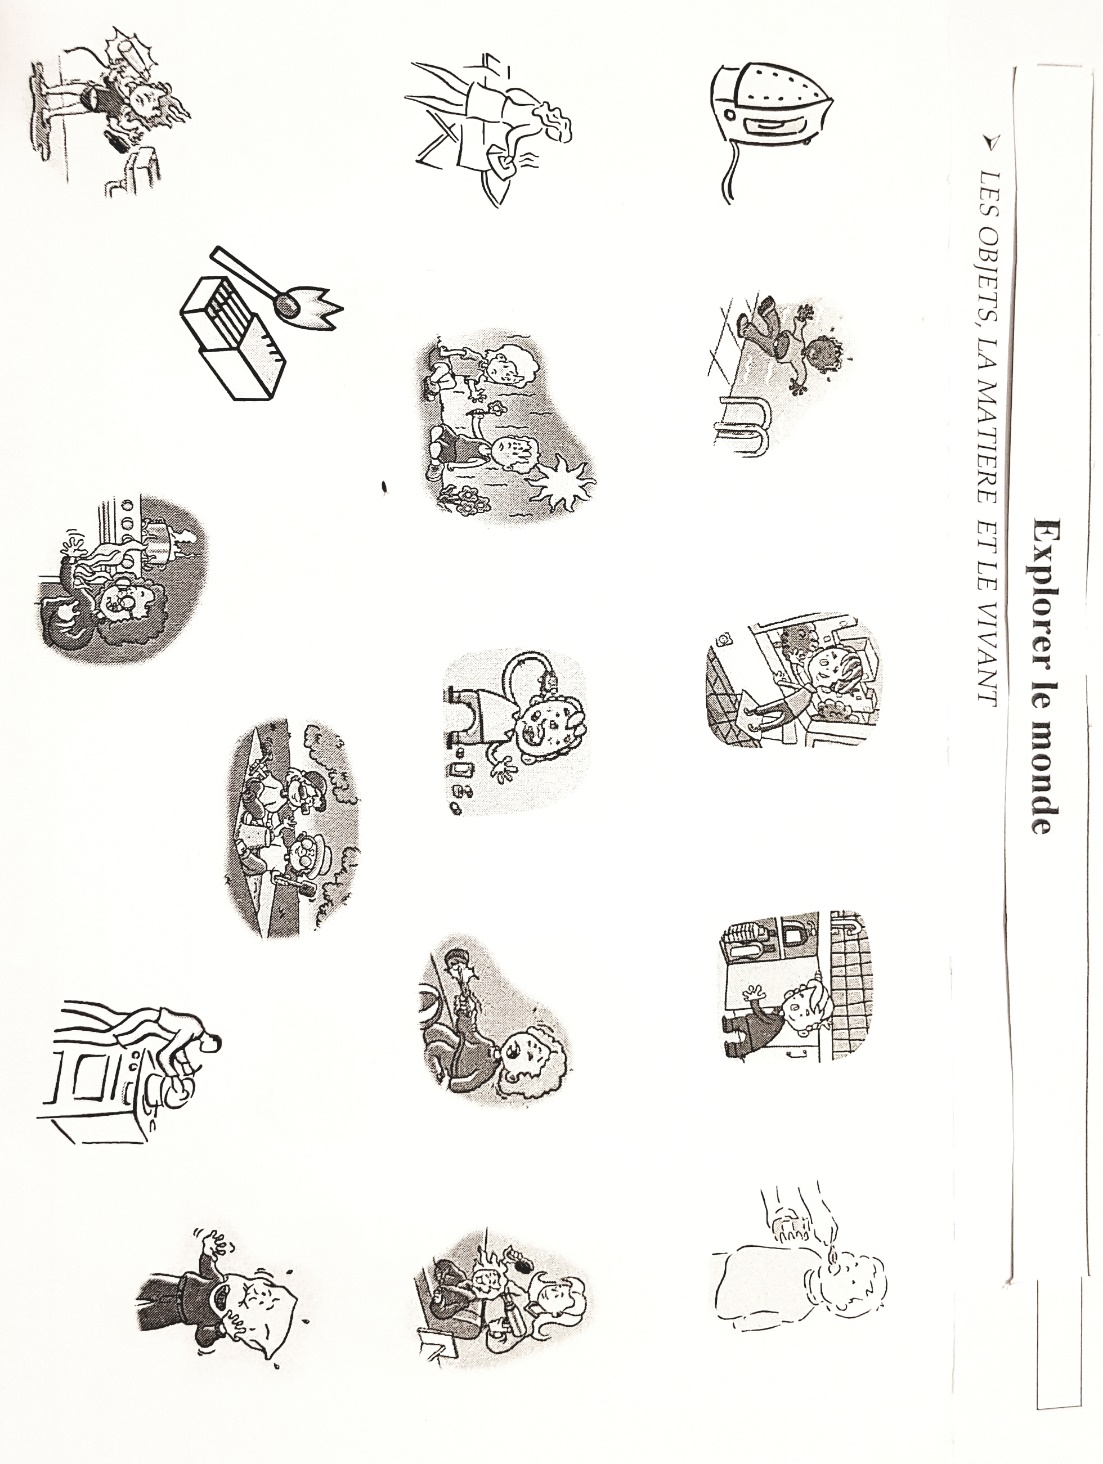 Explorer le monde
➢ LES OBJETS, LA MATIERE ET LE VIVANT